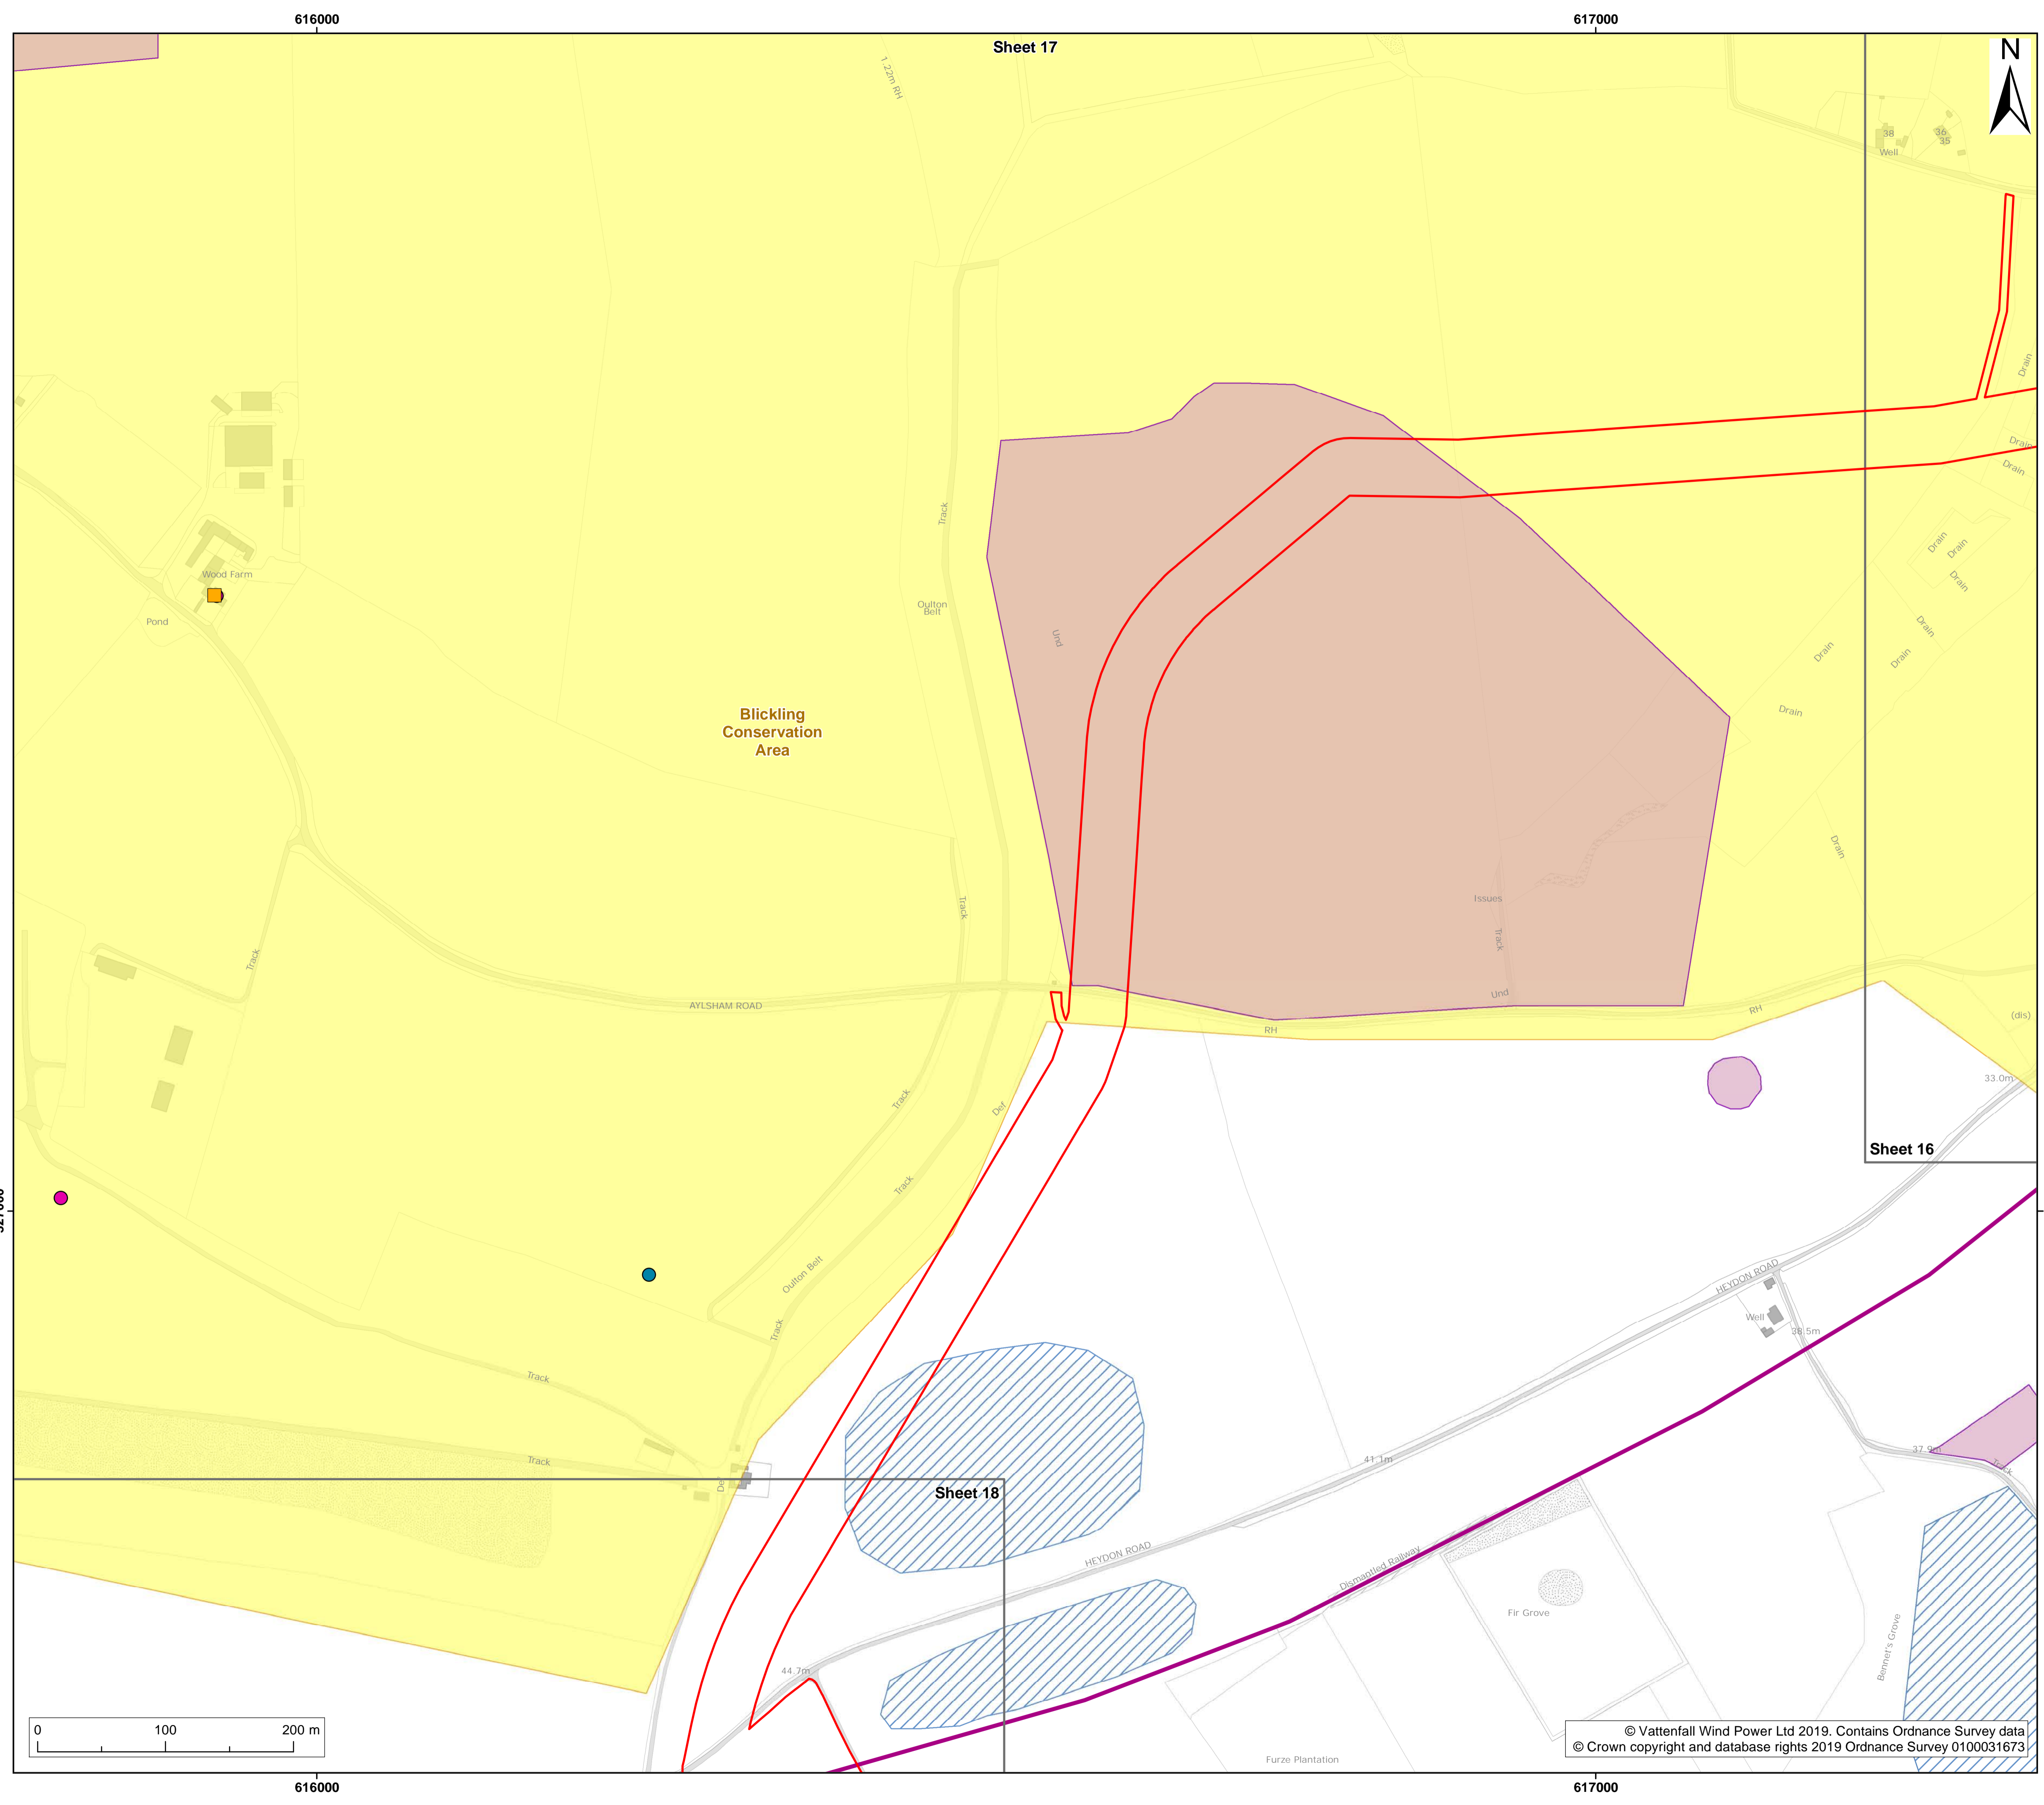 616000
617000
Sheet 17
N
1.22m RH
38
36
35
Well
Drain
Drain
Drain
Track
Wood Farm
Pond
Oulton
Belt
Und
Drain
Drain
Drain
Drain
Drain
Drain
Drain
Blickling
Conservation
Area
Drain
Track
Issues
Track
Track
AYLSHAM ROAD
Und
RH
RH
(dis)
33.0m
Track
Def
Sheet 16
Track
Oulton Belt
Track
HEYDON ROAD
Well
38.5m
Track
Track
41.1m
37.9m
Track
Sheet 18
HEYDON ROAD
Dismantled Railway
Fir Grove
Bennet's Grove
44.7m
0 100 200 m
Furze Plantation
© Vattenfall Wind Power Ltd 2019. Contains Ordnance Survey data
© Crown copyright and database rights 2019 Ordnance Survey 0100031673
616000
617000